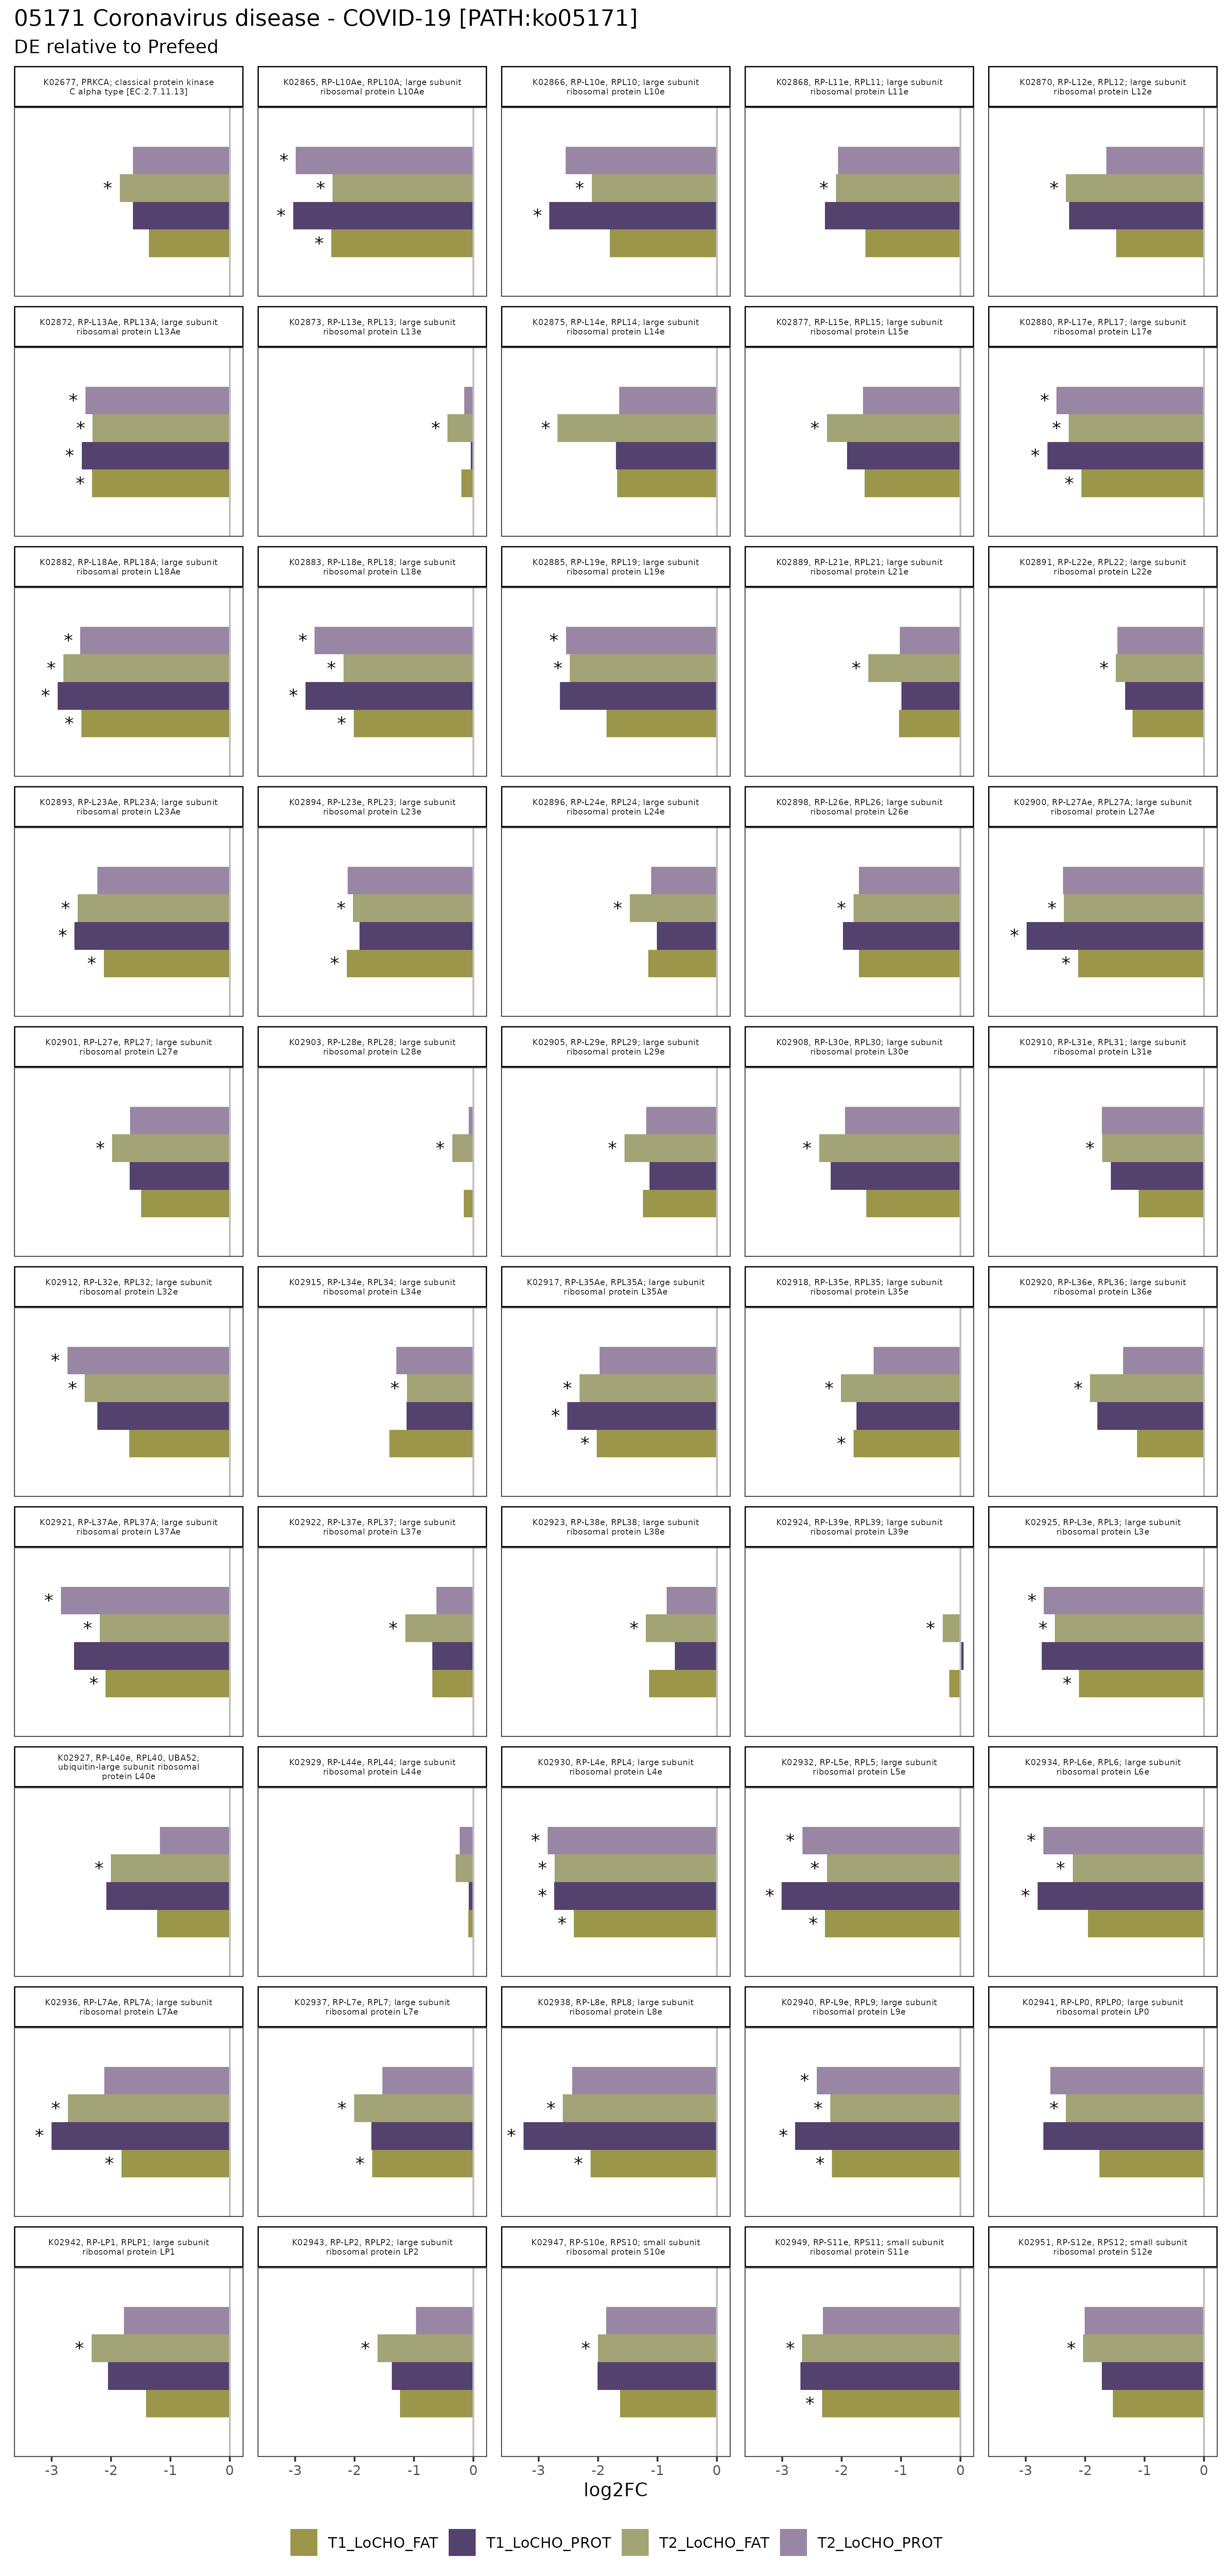 05171 Coronavirus disease - COVID-19 [PATH:ko05171]
DE relative to Prefeed
K02677, PRKCA; classical protein kinase
C alpha type [EC:2.7.11.13]
K02865, RP-L10Ae, RPL10A; large subunit
ribosomal protein L10Ae
K02866, RP-L10e, RPL10; large subunit
ribosomal protein L10e
K02868, RP-L11e, RPL11; large subunit
ribosomal protein L11e
K02870, RP-L12e, RPL12; large subunit
ribosomal protein L12e
*
* * * *
* *
*
*
K02872, RP-L13Ae, RPL13A; large subunit
ribosomal protein L13Ae
K02873, RP-L13e, RPL13; large subunit
ribosomal protein L13e
K02875, RP-L14e, RPL14; large subunit
ribosomal protein L14e
K02877, RP-L15e, RPL15; large subunit
ribosomal protein L15e
K02880, RP-L17e, RPL17; large subunit
ribosomal protein L17e
* * * *
*
*
*
* * * *
K02882, RP-L18Ae, RPL18A; large subunit
ribosomal protein L18Ae
K02883, RP-L18e, RPL18; large subunit
ribosomal protein L18e
K02885, RP-L19e, RPL19; large subunit
ribosomal protein L19e
K02889, RP-L21e, RPL21; large subunit
ribosomal protein L21e
K02891, RP-L22e, RPL22; large subunit
ribosomal protein L22e
* * * *
* * * *
* *
*
*
K02893, RP-L23Ae, RPL23A; large subunit
ribosomal protein L23Ae
K02894, RP-L23e, RPL23; large subunit
ribosomal protein L23e
K02896, RP-L24e, RPL24; large subunit
ribosomal protein L24e
K02898, RP-L26e, RPL26; large subunit
ribosomal protein L26e
K02900, RP-L27Ae, RPL27A; large subunit
ribosomal protein L27Ae
* * *
* *
*
*
* * *
K02901, RP-L27e, RPL27; large subunit
ribosomal protein L27e
K02903, RP-L28e, RPL28; large subunit
ribosomal protein L28e
K02905, RP-L29e, RPL29; large subunit
ribosomal protein L29e
K02908, RP-L30e, RPL30; large subunit
ribosomal protein L30e
K02910, RP-L31e, RPL31; large subunit
ribosomal protein L31e
*
*
*
*
*
K02912, RP-L32e, RPL32; large subunit
ribosomal protein L32e
K02915, RP-L34e, RPL34; large subunit
ribosomal protein L34e
K02917, RP-L35Ae, RPL35A; large subunit
ribosomal protein L35Ae
K02918, RP-L35e, RPL35; large subunit
ribosomal protein L35e
K02920, RP-L36e, RPL36; large subunit
ribosomal protein L36e
* *
*
* * *
* *
*
K02921, RP-L37Ae, RPL37A; large subunit
ribosomal protein L37Ae
K02922, RP-L37e, RPL37; large subunit
ribosomal protein L37e
K02923, RP-L38e, RPL38; large subunit
ribosomal protein L38e
K02924, RP-L39e, RPL39; large subunit
ribosomal protein L39e
K02925, RP-L3e, RPL3; large subunit
ribosomal protein L3e
* * *
*
*
*
* * *
K02927, RP-L40e, RPL40, UBA52;
ubiquitin-large subunit ribosomal
protein L40e
K02929, RP-L44e, RPL44; large subunit
ribosomal protein L44e
K02930, RP-L4e, RPL4; large subunit
ribosomal protein L4e
K02932, RP-L5e, RPL5; large subunit
ribosomal protein L5e
K02934, RP-L6e, RPL6; large subunit
ribosomal protein L6e
*
* * * *
* * * *
* * *
K02936, RP-L7Ae, RPL7A; large subunit
ribosomal protein L7Ae
K02937, RP-L7e, RPL7; large subunit
ribosomal protein L7e
K02938, RP-L8e, RPL8; large subunit
ribosomal protein L8e
K02940, RP-L9e, RPL9; large subunit
ribosomal protein L9e
K02941, RP-LP0, RPLP0; large subunit
ribosomal protein LP0
* * *
* *
* * *
* * * *
*
K02942, RP-LP1, RPLP1; large subunit
ribosomal protein LP1
K02943, RP-LP2, RPLP2; large subunit
ribosomal protein LP2
K02947, RP-S10e, RPS10; small subunit
ribosomal protein S10e
K02949, RP-S11e, RPS11; small subunit
ribosomal protein S11e
K02951, RP-S12e, RPS12; small subunit
ribosomal protein S12e
*
*
*
* *
*
-3 -2 -1 0 -3 -2 -1 0 -3 -2 -1 0 -3 -2 -1 0 -3 -2 -1 0
log2FC
T1_LoCHO_FAT T1_LoCHO_PROT T2_LoCHO_FAT T2_LoCHO_PROT